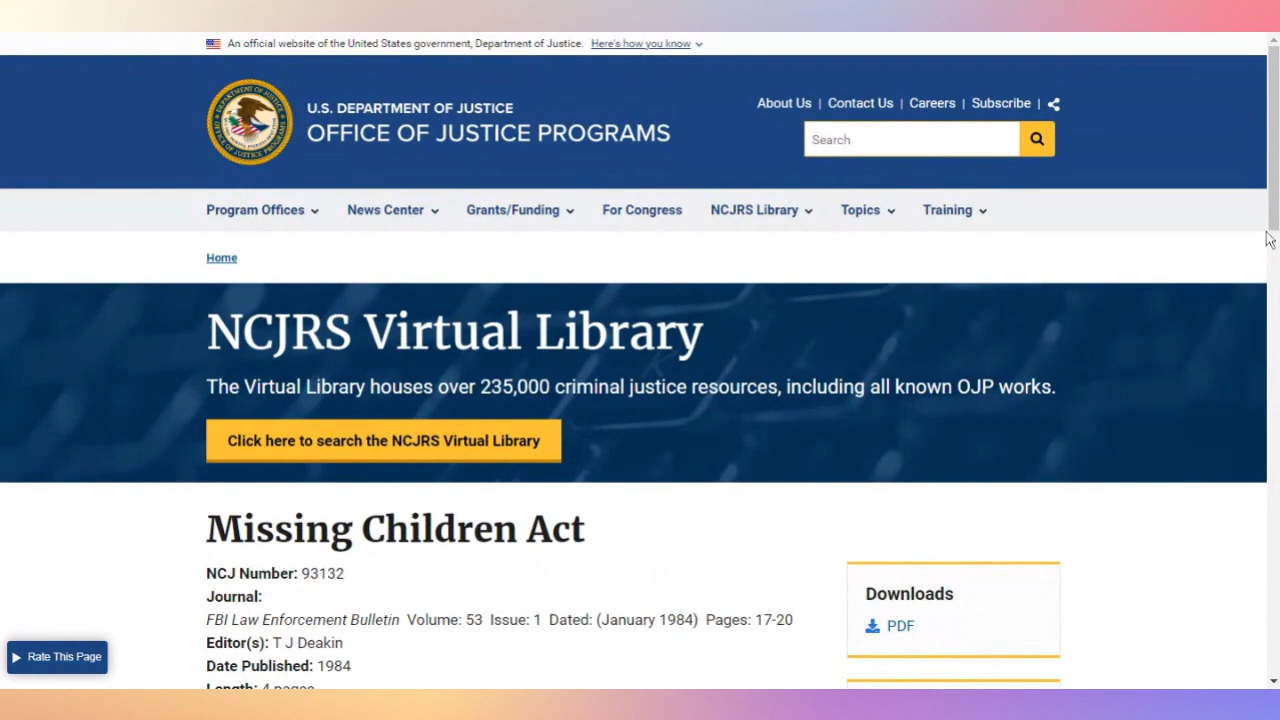 An official website of the United States government, Department of Justice. Here's how you know
U.S. DEPARTMENT OF JUSTICE
OFFICE OF JUSTICE PROGRAMS
About Us | Contact Us | Careers | Subscribe |
Search
Program Offices
News Center
Grants/Funding
For Congress
NCJRS Library
Topics
Training
Home
NCJRS Virtual Library
The Virtual Library houses over 235,000 criminal justice resources, including all known OJP works.
Click here to search the NCJRS Virtual Library
Missing Children Act
NCJ Number: 93132
Journal:
FBI Law Enforcement Bulletin Volume: 53 Issue: 1 Dated: (January 1984) Pages: 17-20
Editor(s): T J Deakin
Date Published: 1984
Length: 4 pages
Downloads
PDF
Rate This Page